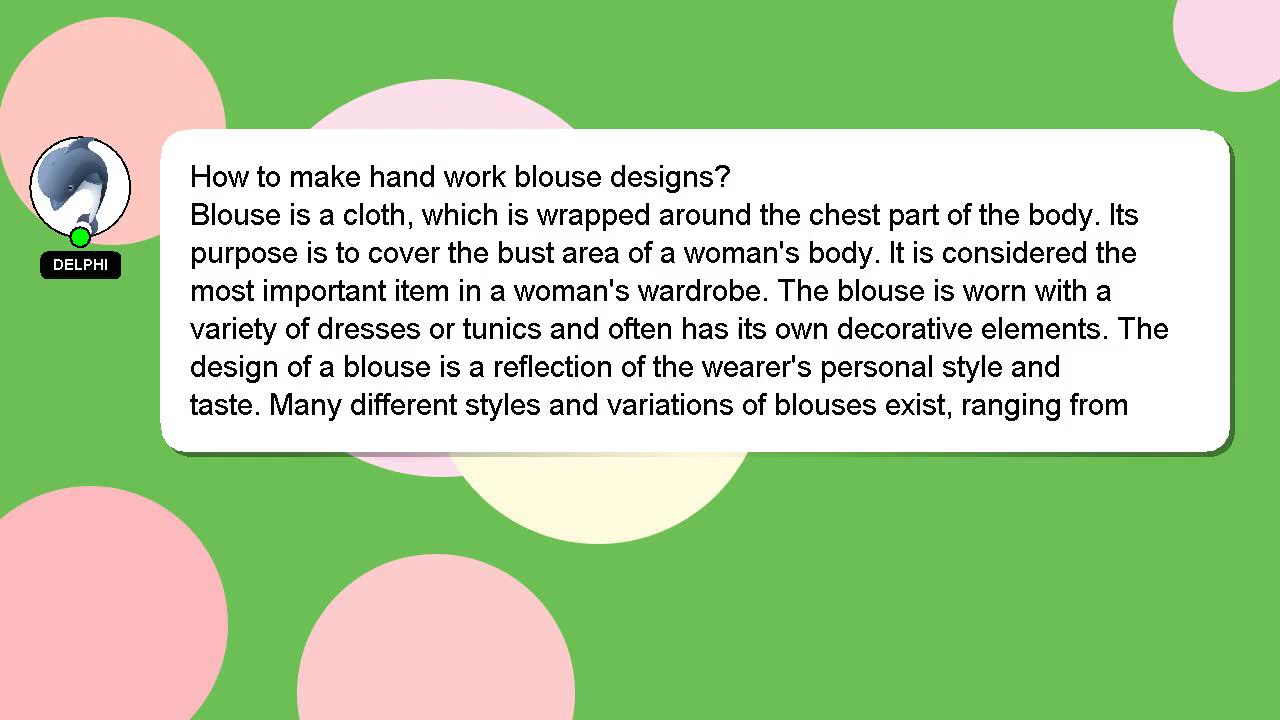 How to make hand work blouse designs?
Blouse is a cloth, which is wrapped around the chest part of the body. Its
purpose is to cover the bust area of a woman's body. It is considered the
most important item in a woman's wardrobe. The blouse is worn with a
variety of dresses or tunics and often has its own decorative elements. The
DELPHI
design of a blouse is a reflection of the wearer's personal style and
taste. Many different styles and variations of blouses exist, ranging from